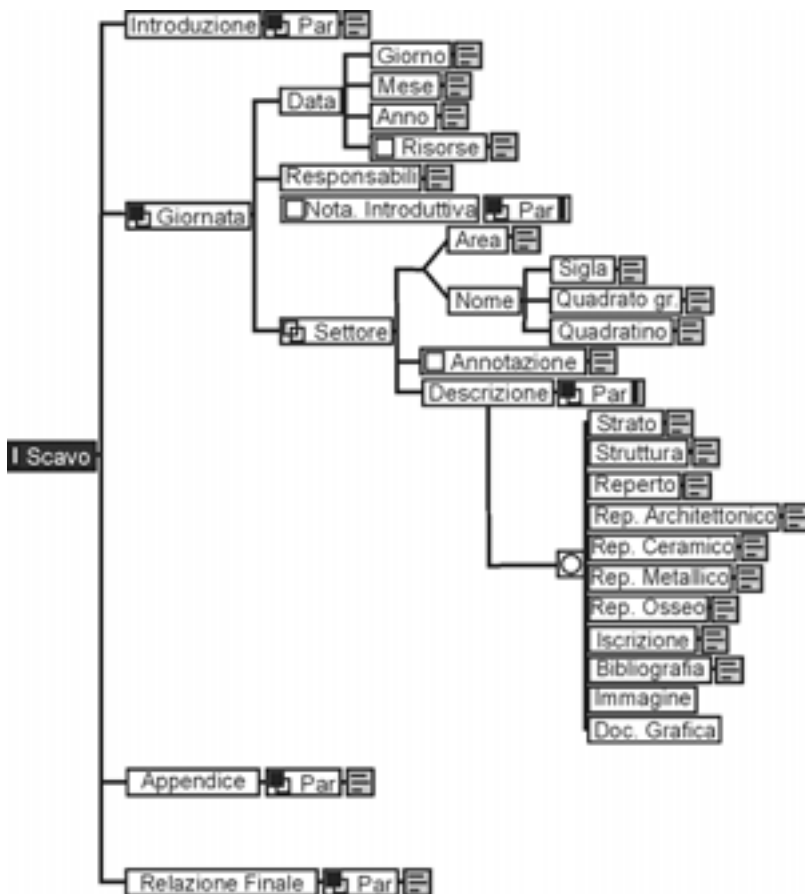 Introduzione Par
Giorno
Mese
Data
Anno
Risorse
Responsabili
Nota. Introduttiva Par
Giornata
Area
Sigla
Nome Quadrato gr.
Settore Quadratino
Annotazione
Descrizione Par
Strato
I Scavo Struttura
Reperto
Rep. Architettonico
Rep. Ceramico
Rep. Metallico
Rep. Osseo
Iscrizione
Bibliografia
Immagine
Doc. Grafica
Appendice Par
Relazione Finale Par